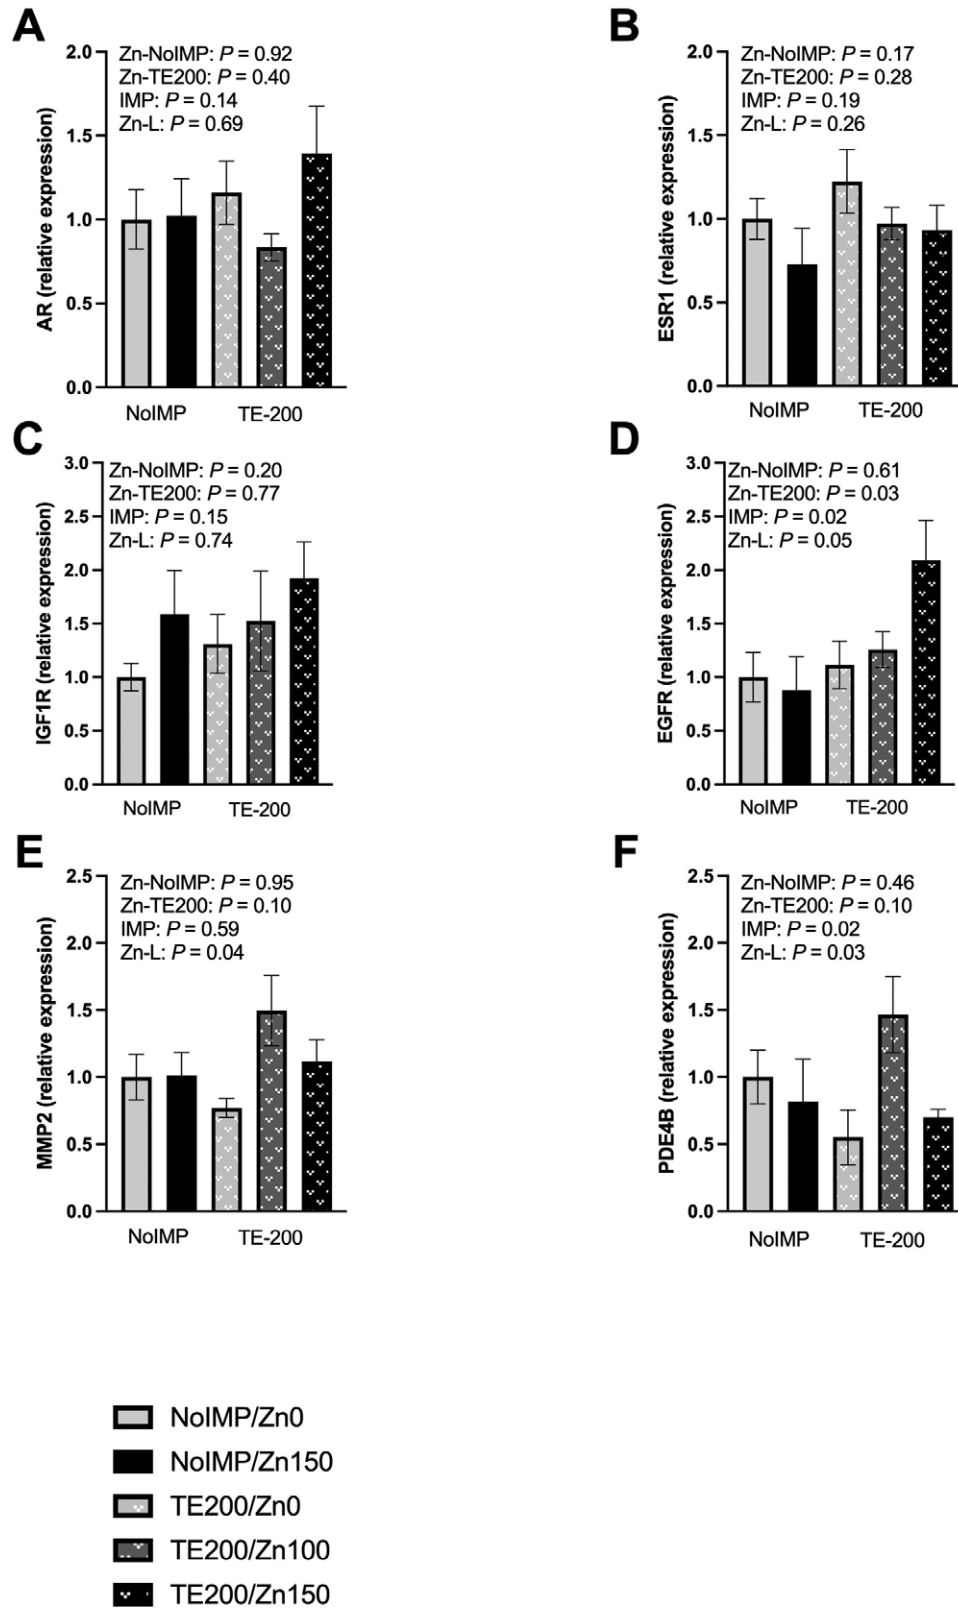 A
Zn-NoIMP: P = 0.92
Zn-TE200: P = 0.40
IMP: P = 0.14
Zn-L: P = 0.69
2.0
1.5
1.0
0.5
0.0
AR (relative expression)
NoIMP
TE-200
B
Zn-NoIMP: P = 0.17
Zn-TE200: P = 0.28
IMP: P = 0.19
Zn-L: P = 0.26
2.0
1.5
1.0
0.5
0.0
ESR1 (relative expression)
NoIMP
TE-200
C
Zn-NoIMP: P = 0.20
Zn-TE200: P = 0.77
IMP: P = 0.15
Zn-L: P = 0.74
3.0
2.5
2.0
1.5
1.0
0.5
0.0
IGF1R (relative expression)
NoIMP
TE-200
D
Zn-NoIMP: P = 0.61
Zn-TE200: P = 0.03
IMP: P = 0.02
Zn-L: P = 0.05
3.0
2.5
2.0
1.5
1.0
0.5
0.0
EGFR (relative expression)
NoIMP
TE-200
E
Zn-NoIMP: P = 0.95
Zn-TE200: P = 0.10
IMP: P = 0.59
Zn-L: P = 0.04
2.5
2.0
1.5
1.0
0.5
0.0
MMP2 (relative expression)
NoIMP
TE-200
F
Zn-NoIMP: P = 0.46
Zn-TE200: P = 0.10
IMP: P = 0.02
Zn-L: P = 0.03
2.5
2.0
1.5
1.0
0.5
0.0
PDE4B (relative expression)
NoIMP
TE-200
NoIMP/Zn0
NoIMP/Zn150
TE200/Zn0
TE200/Zn100
TE200/Zn150